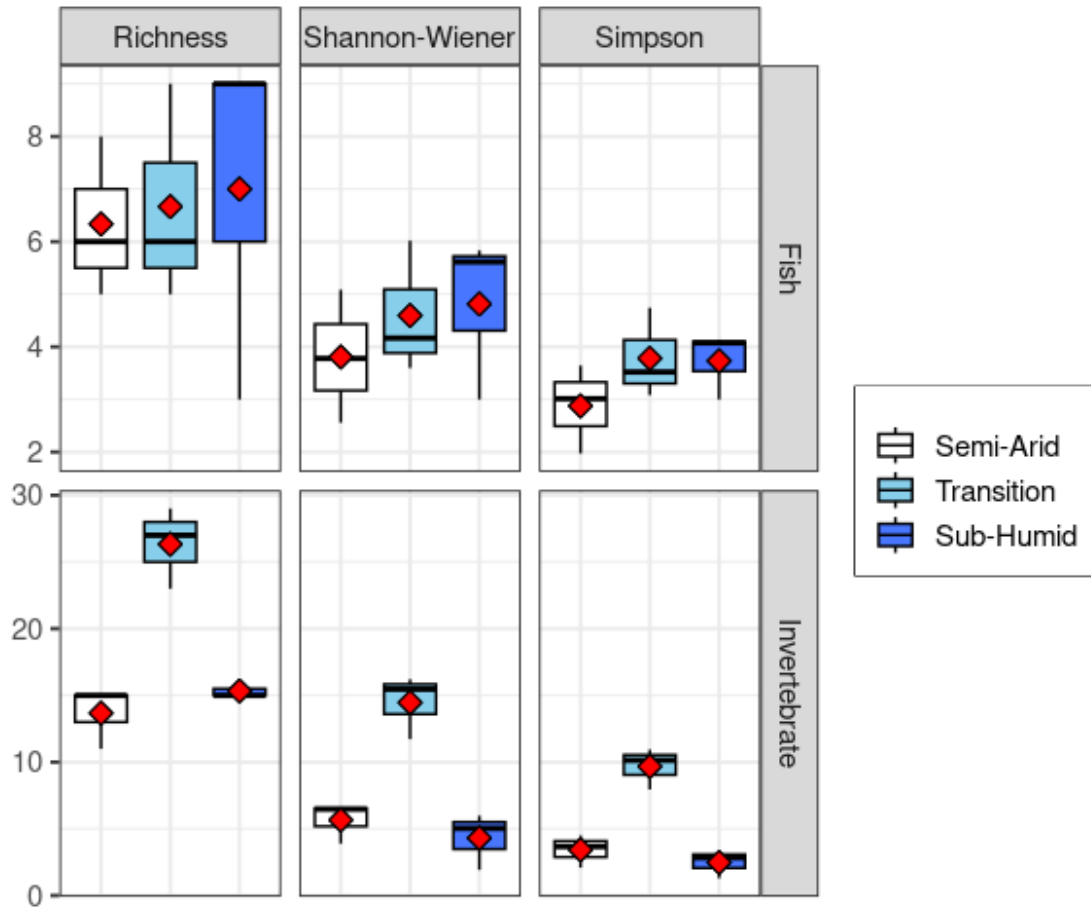 Richness Shannon-Wiener Simpson
8
6
4
2
Fish
Semi-Arid
Transition
Sub-Humid
30
20
10
0
Invertebrate